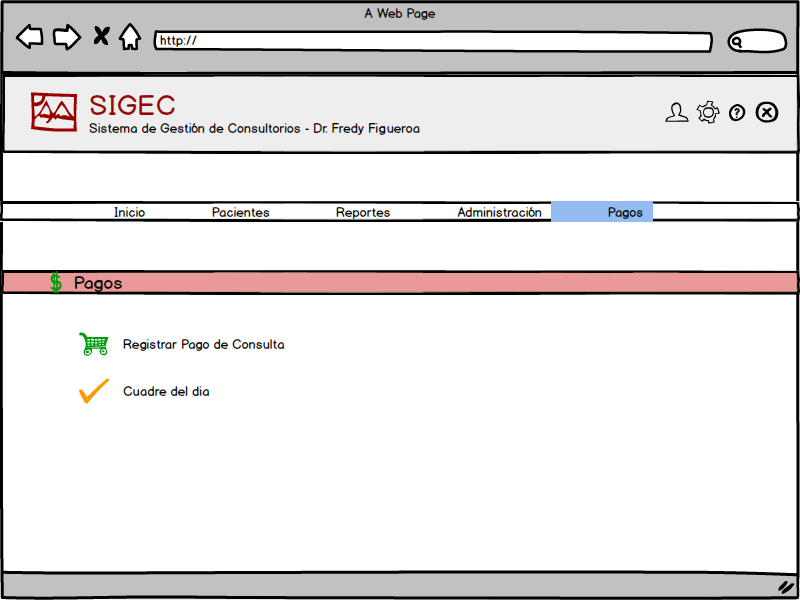 A Web Page
http://
SIGEC
Sistema de Gestión de Consultorios - Dr. Fredy Figueroa
Inicio Pacientes Reportes Administración Pagos
$ Pagos
Registrar Pago de Consulta
Cuadre del dia